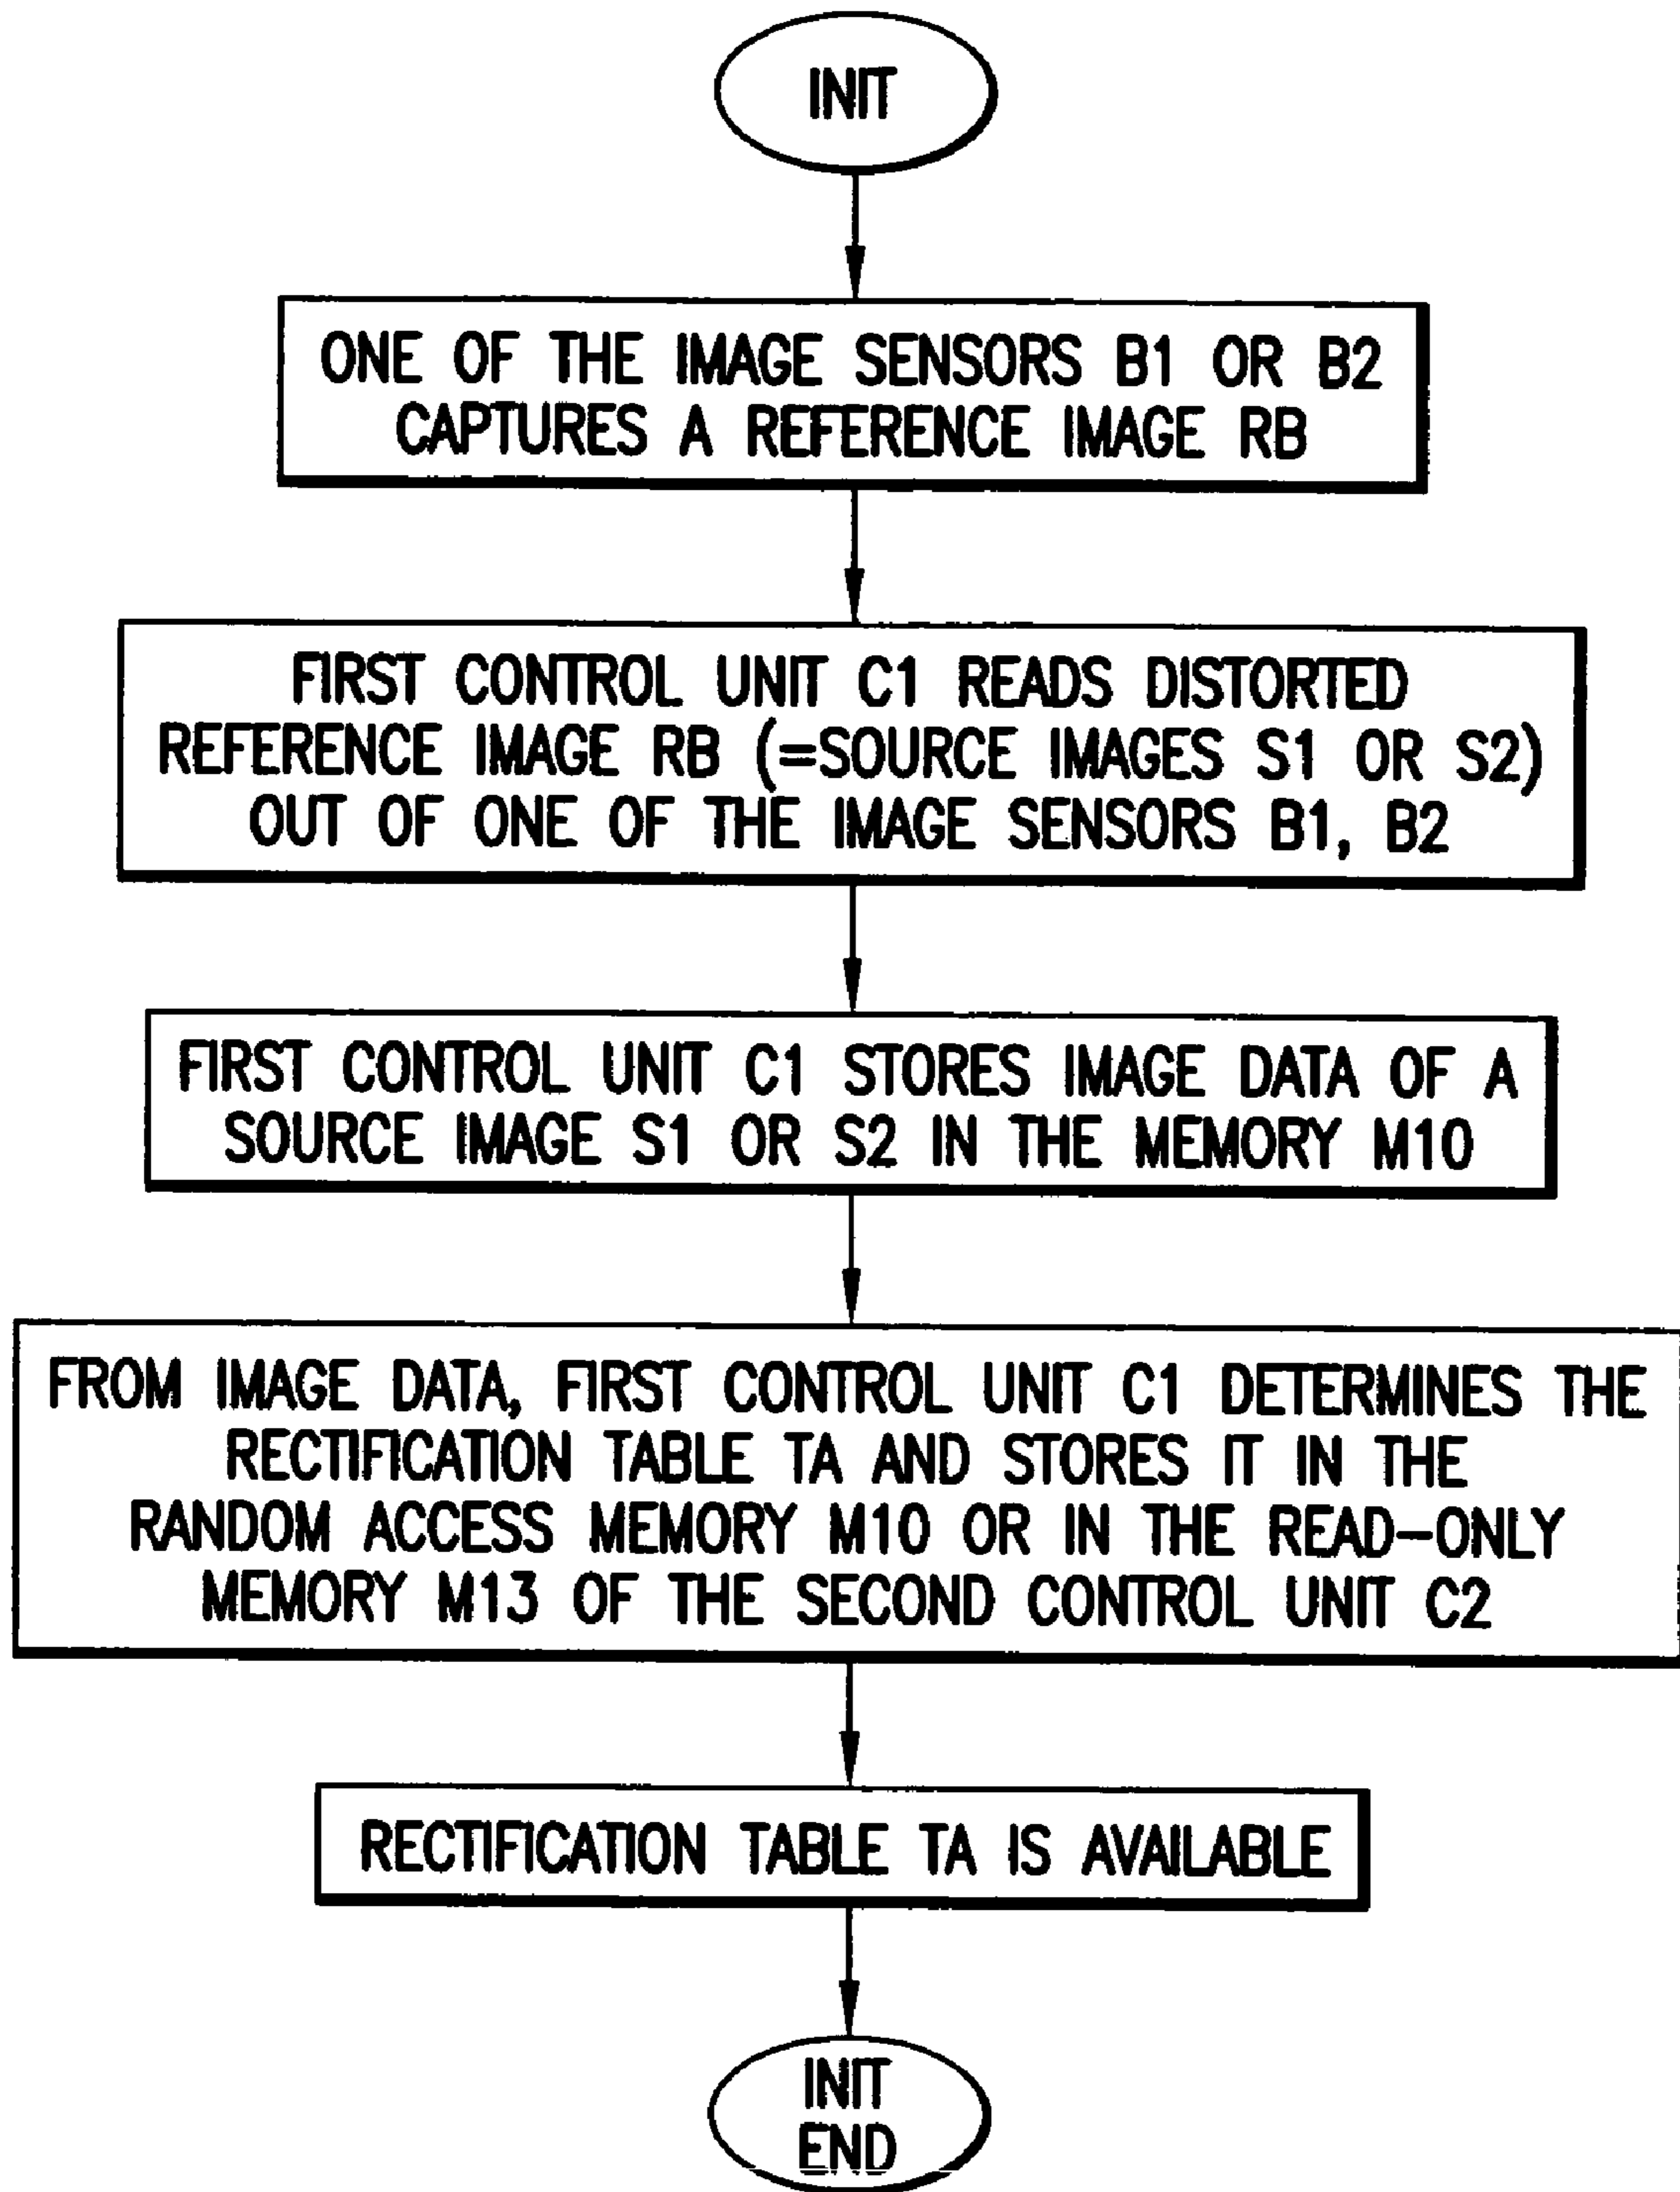 INIT
ONE OF THE IMAGE SENSORS B1 OR B2
CAPTURES A REFERENCE IMAGE RB
FIRST CONTROL UNIT C1 READS DISTORTED
REFERENCE IMAGE RB (=SOURCE IMAGES S1 OR S2)
OUT OF ONE OF THE IMAGE SENSORS B1, B2
FIRST CONTROL UNIT C1 STORES IMAGE DATA OF A
SOURCE IMAGE S1 OR S2 IN THE MEMORY M10
FROM IMAGE DATA, FIRST CONTROL UNIT C1 DETERMINES THE
RECTIFICATION TABLE TA AND STORES IT IN THE
RANDOM ACCESS MEMORY M10 OR IN THE READ-ONLY
MEMORY M13 OF THE SECOND CONTROL UNIT C2
RECTIFICATION TABLE TA IS AVAILABLE
INIT
END